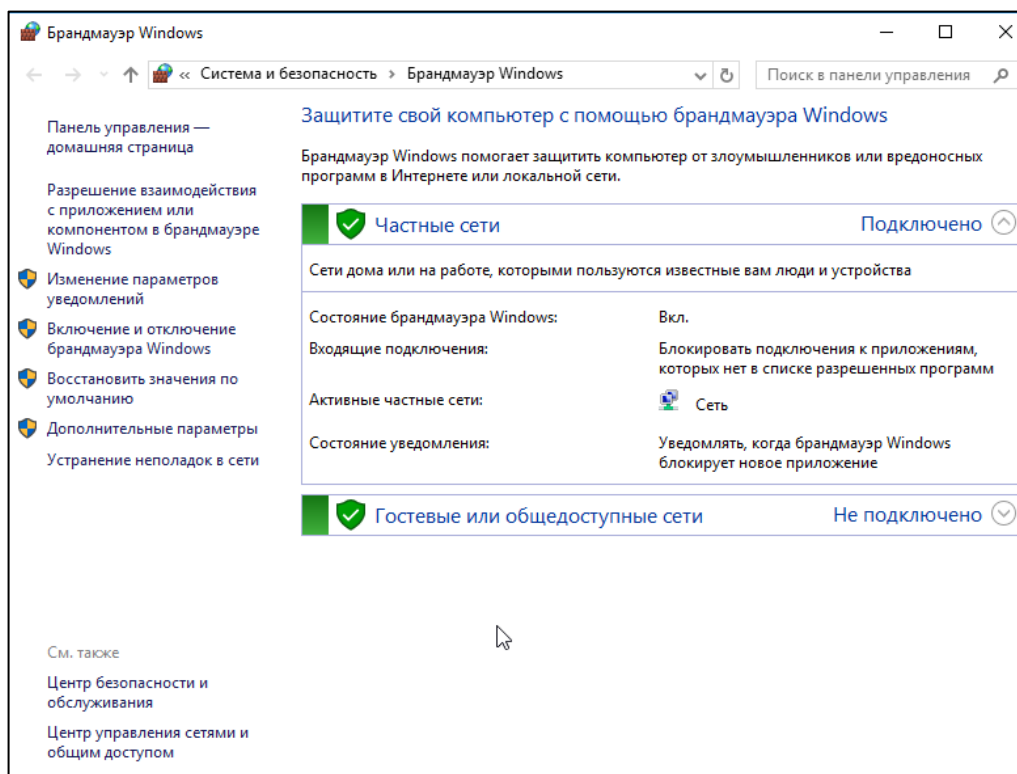 Брандмауэр Windows
« Система и безопасность › Брандмауэр Windows
Поиск в панели управления
Панель управления —
домашняя страница
Разрешение взаимодействия
с приложением или
компонентом в брандмауэре
Windows
Изменение параметров
уведомлений
Включение и отключение
брандмауэра Windows
Восстановить значения по
умолчанию
Дополнительные параметры
Устранение неполадок в сети
См. также
Центр безопасности и
обслуживания
Центр управления сетями и
общим доступом
Защитите свой компьютер с помощью брандмауэра Windows
Брандмауэр Windows помогает защитить компьютер от злоумышленников или вредоносных
программ в Интернете или локальной сети.
Частные сети Подключено
Сети дома или на работе, которыми пользуются известные вам люди и устройства
Состояние брандмауэра Windows: Вкл.
Входящие подключения: Блокировать подключения к приложениям,
которых нет в списке разрешенных программ
Активные частные сети: Сеть
Состояние уведомления: Уведомлять, когда брандмауэр Windows
блокирует новое приложение
Гостевые или общедоступные сети Не подключено